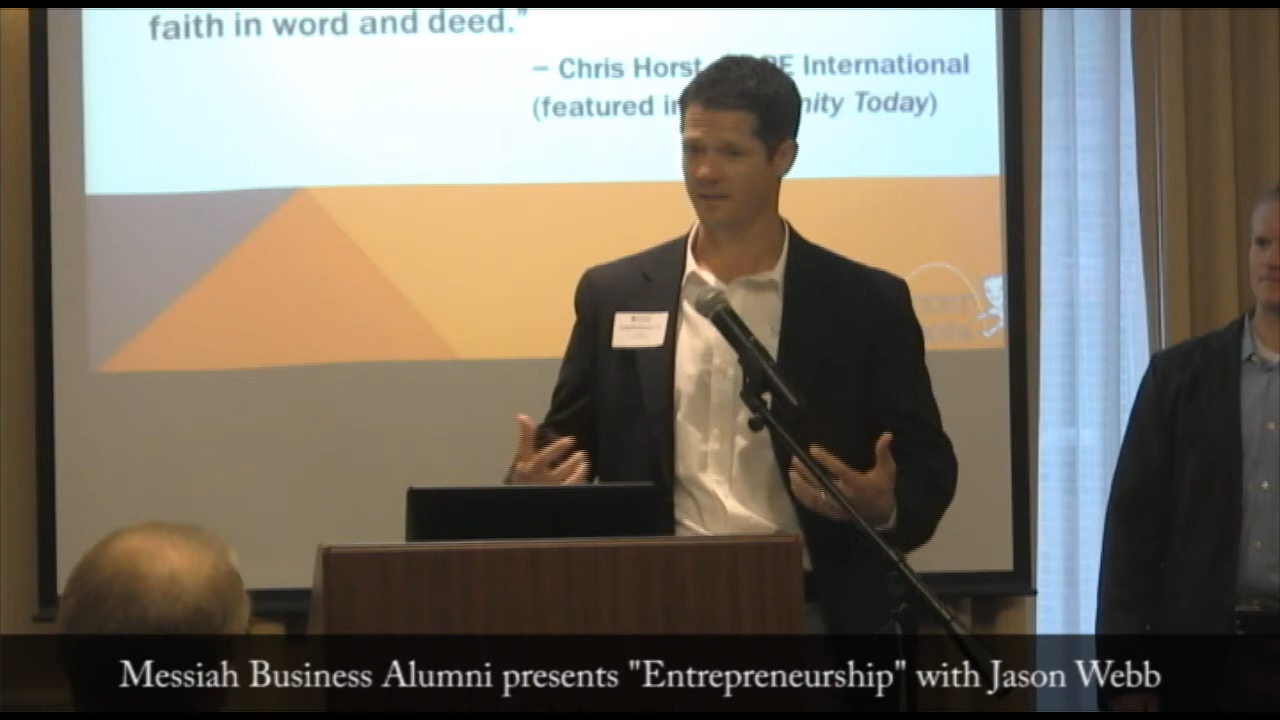 faith in word and deed."
– Chris Horst, International
(featured in ity Today)
Messiah Business Alumni presents "Entrepreneurship" with Jason Webb